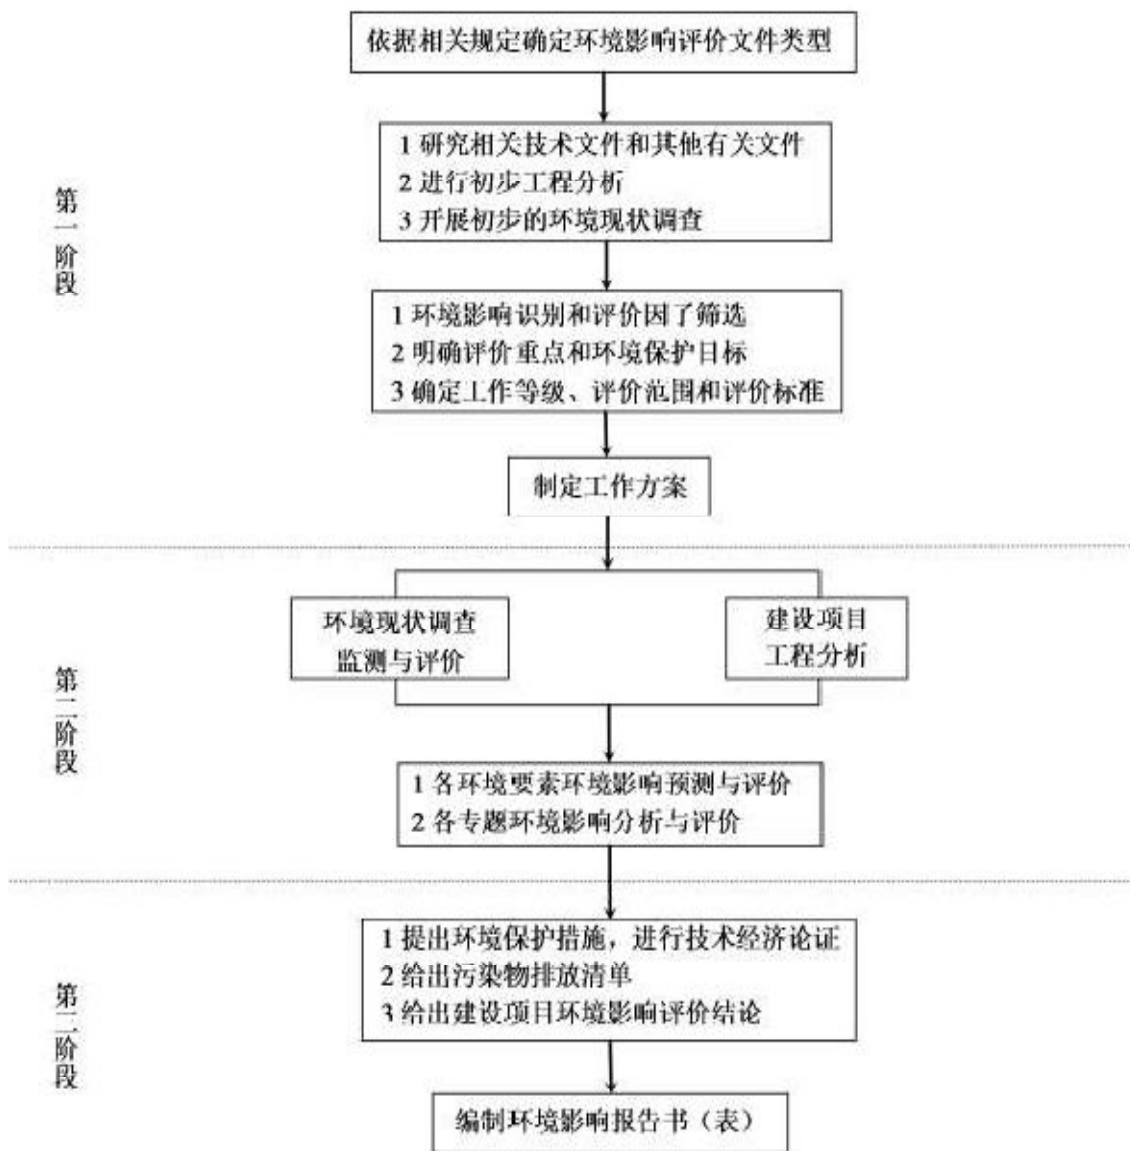 依据相关规定确定环境影响评价文件类型
1 研究相关技术文件和其他有关文件
2 进行初步工程分析
3 开展初步的环境现状调查
第一阶段
1 环境影响识别和评价因了筛选
2 明确评价重点和环境保护目标
3 确定工作等级、评价范围和评价标准
制定工作方案
环境现状调查
监测与评价
建设项目
工程分析
第二阶段
1 各环境要素环境影响预测与评价
2 各专题环境影响分析与评价
1 提出环境保护措施，进行技术经济论证
2 给出污染物排放清单
3 给出建设项目环境影响评价结论
第二阶段
编制环境影响报告书（表）